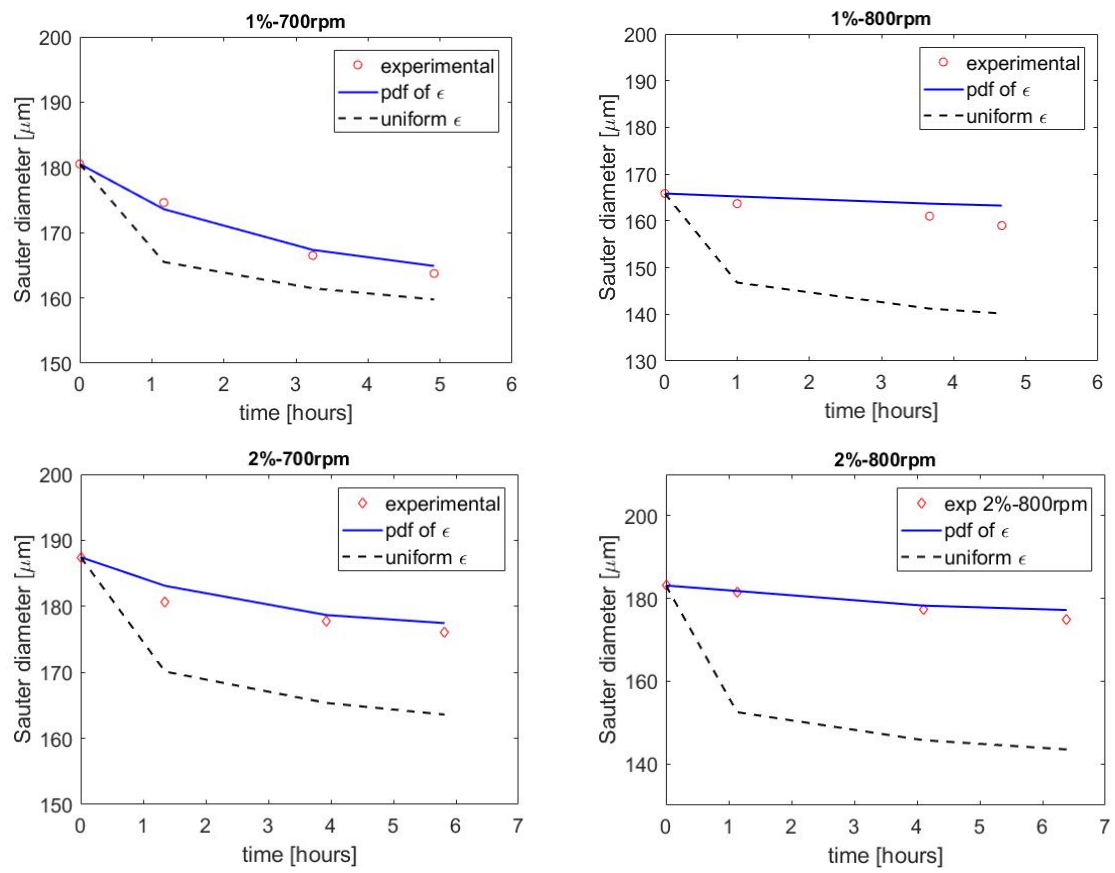 1%-700rpm
200
190
180
170
160
150
Sauter diameter [μm]
experimental
pdf of ϵ
uniform ϵ
0 1 2 3 4 5 6
time [hours]
1%-800rpm
200
190
180
170
160
150
140
130
Sauter diameter [μm]
experimental
pdf of ϵ
uniform ϵ
0 1 2 3 4 5 6
time [hours]
2%-700rpm
200
190
180
170
160
150
Sauter diameter [μm]
experimental
pdf of ϵ
uniform ϵ
0 1 2 3 4 5 6 7
time [hours]
2%-800rpm
200
180
160
140
Sauter diameter [μm]
exp 2%-800rpm
pdf of ϵ
uniform ϵ
0 1 2 3 4 5 6 7
time [hours]